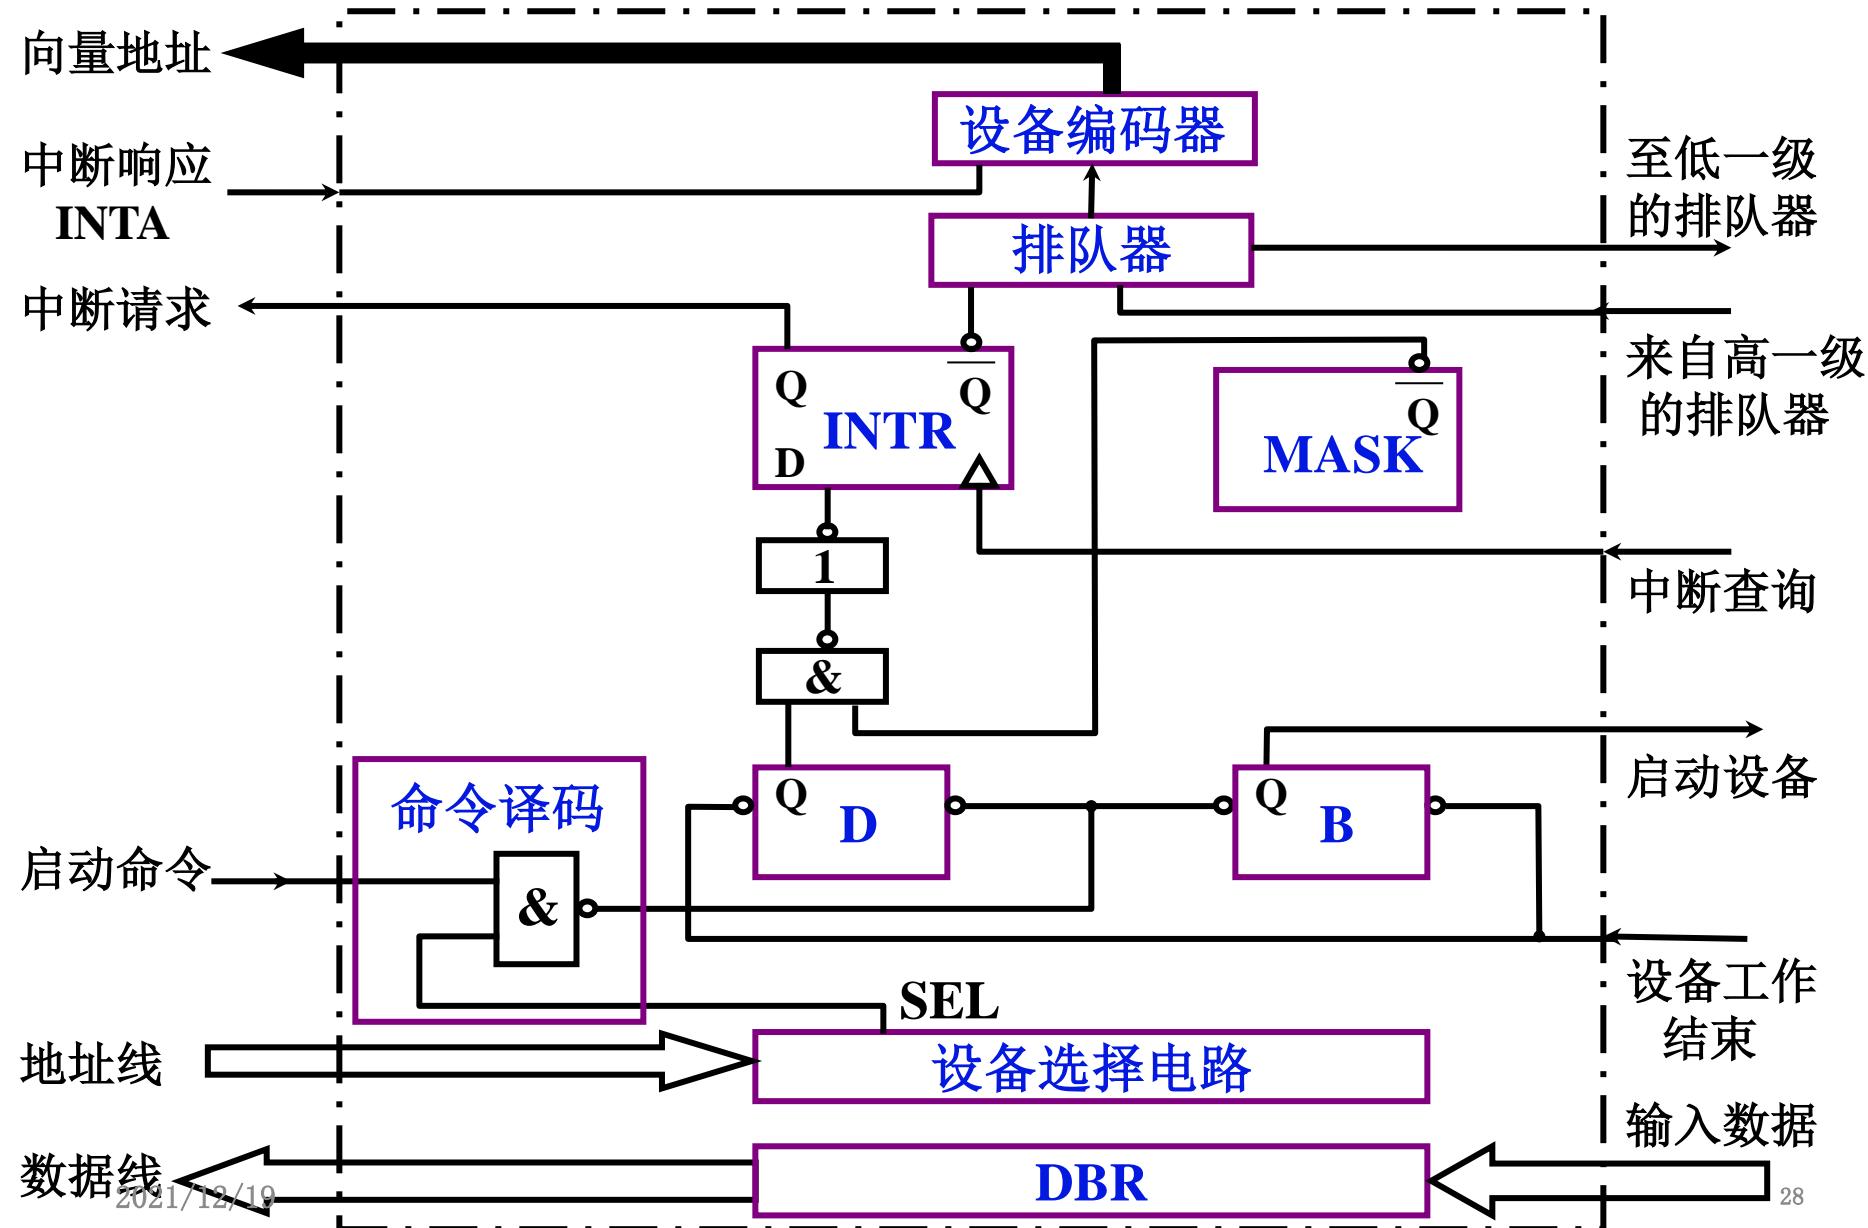 向量地址
设备编码器
中断响应
INTA
至低一级
的排队器
排队器
中断请求
来自高一级
的排队器
Q
Q
INTR
D
Q
MASK
1
中断查询
&
启动设备
命令译码
Q
D
Q
B
启动命令
&
设备工作
结束
SEL
地址线
设备选择电路
输入数据
数据线
DBR
2021/12/19
28